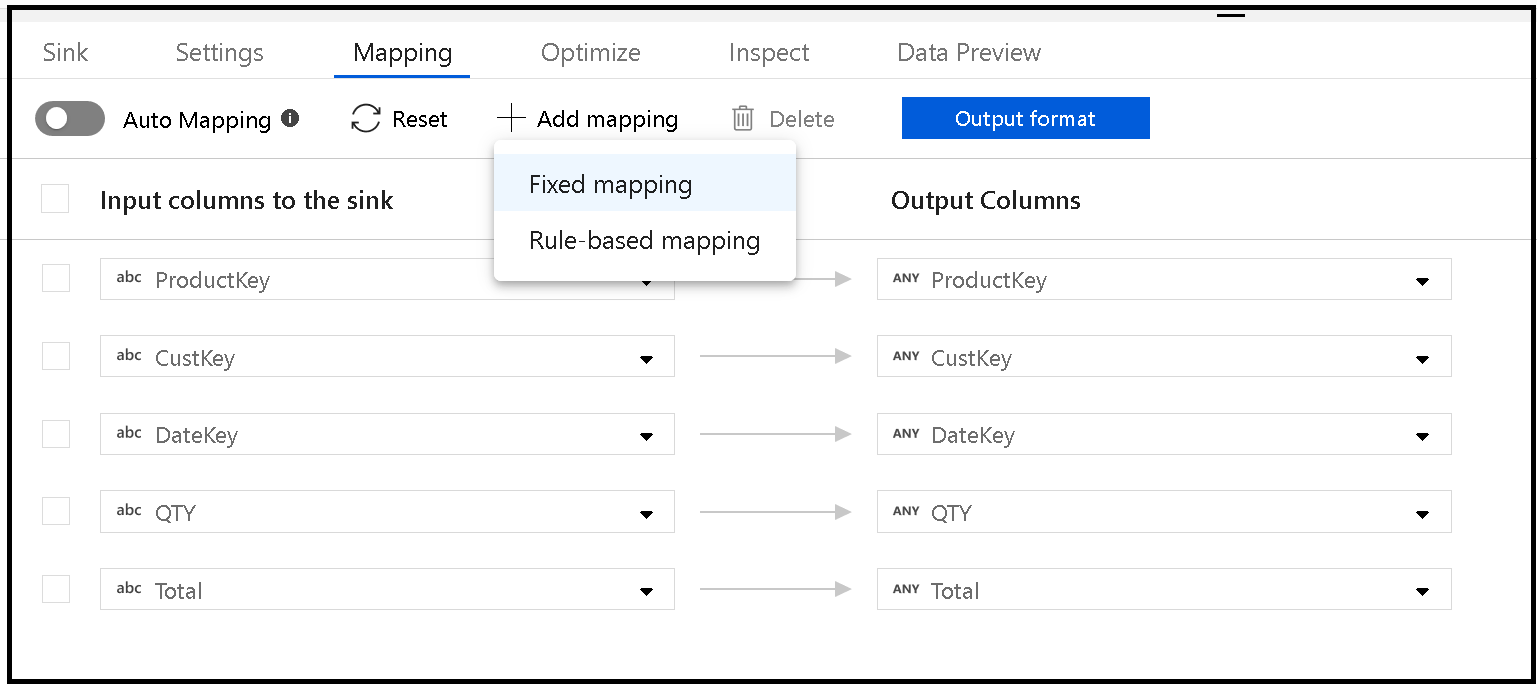 Sink Settings Mapping Optimize Inspect Data Preview
Auto Mapping Reset Add mapping Delete Output format
Fixed mapping
Rule-based mapping
Input columns to the sink Output Columns
abc ProductKey ANY ProductKey
abc CustKey ANY CustKey
abc DateKey ANY DateKey
abc QTY ANY QTY
abc Total ANY Total